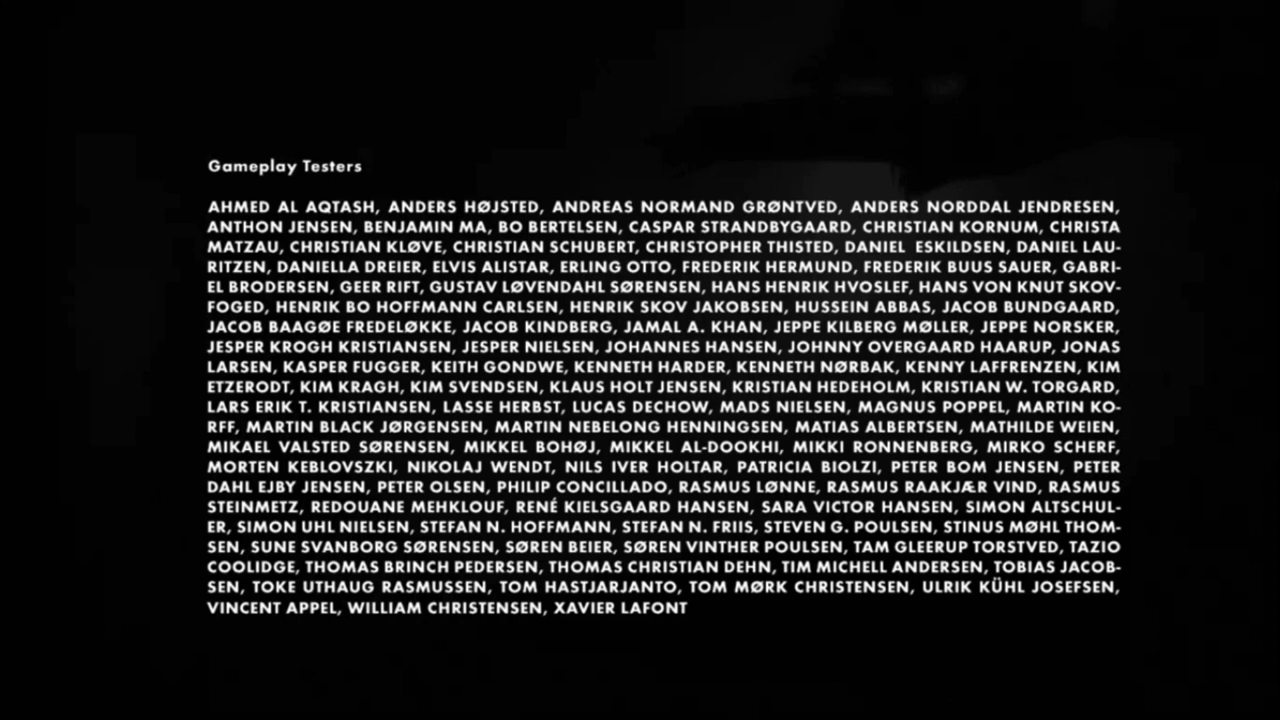 Gameplay Testers
AHMED AL AQTASH, ANDERS HØJSTED, ANDREAS NORMAND GRØNTVED, ANDERS NORDDAL JENDRESEN,
ANTHON JENSEN, BENJAMIN MA, BO BERTELSEN, CASPAR STRANDBYGAARD, CHRISTIAN KORNUM, CHRISTA
MATZAU, CHRISTIAN KLØVE, CHRISTIAN SCHUBERT, CHRISTOPHER THISTED, DANIEL ESKILDSEN, DANIEL LAU-
RITZEN, DANIELLA DREIER, ELVIS ALISTAR, ERLING OTTO, FREDERIK HERMUND, FREDERIK BUUS SAUER, GABRI-
EL BRODERSEN, GEER RIFT, GUSTAV LØVENDAHL SØRENSEN, HANS HENRIK HVOSLEF, HANS VON KNUT SKOV-
FOGED, HENRIK BO HOFFMANN CARLSEN, HENRIK SKOV JAKOBSEN, HUSSEIN ABBAS, JACOB BUNDGAARD,
JACOB BAAGØE FREDELØKKE, JACOB KINDBERG, JAMAL A. KHAN, JEPPE KILBERG MØLLER, JEPPE NORSKER,
JESPER KROGH KRISTIANSEN, JESPER NIELSEN, JOHANNES HANSEN, JOHNNY OVERGAARD HAARUP, JONAS
LARSEN, KASPER FUGGER, KEITH GONDWE, KENNETH HARDER, KENNETH NØRBAK, KENNY LAFFRENZEN, KIM
ETZERODT, KIM KRAGH, KIM SVENDSEN, KLAUS HOLT JENSEN, KRISTIAN HEDEHOLM, KRISTIAN W. TORGARD,
LARS ERIK T. KRISTIANSEN, LASSE HERBST, LUCAS DECHOW, MADS NIELSEN, MAGNUS POPPEL, MARTIN KO-
RFF, MARTIN BLACK JØRGENSEN, MARTIN NEBELONG HENNINGSEN, MATIAS ALBERTSEN, MATHILDE WEIEN,
MIKAEL VALSTED SØRENSEN, MIKKEL BOHØJ, MIKKEL AL-DOOKHI, MIKKI RONNENBERG, MIRKO SCHERF,
MORTEN KEBLOVSZKI, NIKOLAJ WENDT, NILS IVER HOLTAR, PATRICIA BIOLZI, PETER BOM JENSEN, PETER
DAHL EJBY JENSEN, PETER OLSEN, PHILIP CONCILLADO, RASMUS LØNNE, RASMUS RAAKJÆR VIND, RASMUS
STEINMETZ, REDOUANE MEHKLOUF, RENÉ KIELSGAARD HANSEN, SARA VICTOR HANSEN, SIMON ALTSCHUL-
ER, SIMON UHL NIELSEN, STEFAN N. HOFFMANN, STEFAN N. FRIIS, STEVEN G. POULSEN, STINUS MØHL THOM-
SEN, SUNE SVANBORG SØRENSEN, SØREN BEIER, SØREN VINTHER POULSEN, TAM GLEERUP TORSTVED, TAZIO
COOLIDGE, THOMAS BRINCH PEDERSEN, THOMAS CHRISTIAN DEHN, TIM MICHELL ANDERSEN, TOBIAS JACOB-
SEN, TOKE UTHAUG RASMUSSEN, TOM HASTJARJANTO, TOM MØRK CHRISTENSEN, ULRIK KÜHL JOSEFSEN,
VINCENT APPEL, WILLIAM CHRISTENSEN, XAVIER LAFONT